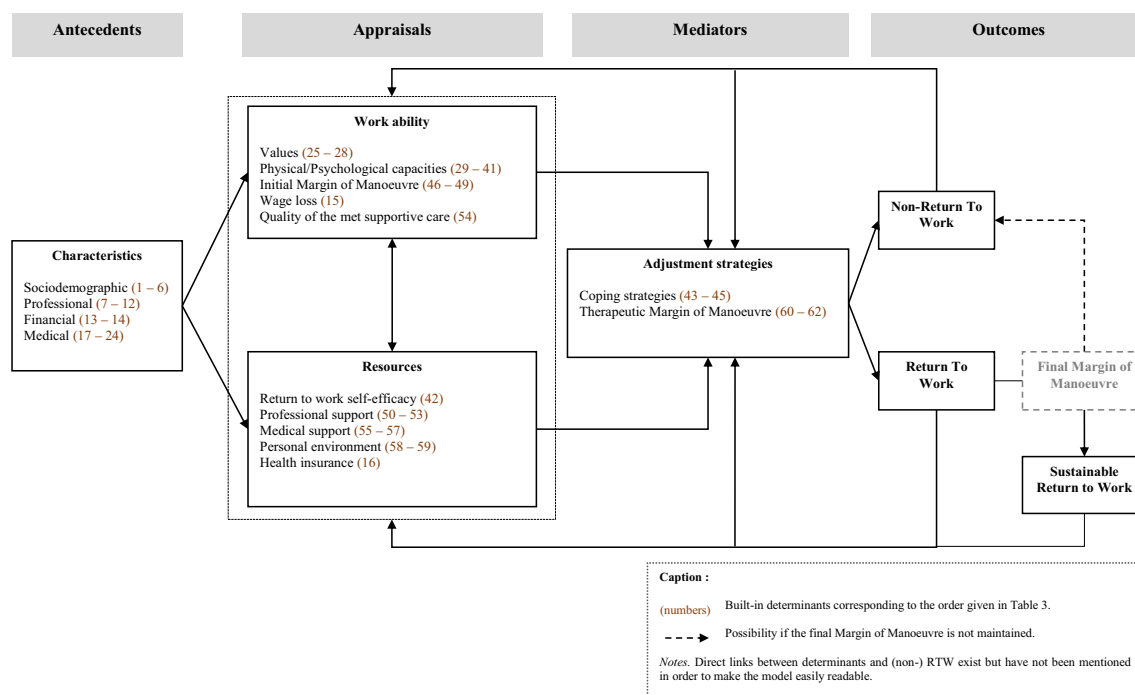 Antecedents
Appraisals
Mediators
Outcomes
Characteristics
Sociodemographic (1 – 6)
Professional (7 – 12)
Financial (13 – 14)
Medical (17 – 24)
Work ability
Values (25 – 28)
Physical/Psychological capacities (29 – 41)
Initial Margin of Manoeuvre (46 – 49)
Wage loss (15)
Quality of the met supportive care (54)
Resources
Return to work self-efficacy (42)
Professional support (50 – 53)
Medical support (55 – 57)
Personal environment (58 – 59)
Health insurance (16)
Adjustment strategies
Coping strategies (43 – 45)
Therapeutic Margin of Manoeuvre (60 – 62)
Non-Return To
Work
Return To
Work
Final Margin of
Manoeuvre
Sustainable
Return to Work
Caption :
(numbers) Built-in determinants corresponding to the order given in Table 3.
Possibility if the final Margin of Manoeuvre is not maintained.
Notes. Direct links between determinants and (non-) RTW exist but have not been mentioned
in order to make the model easily readable.